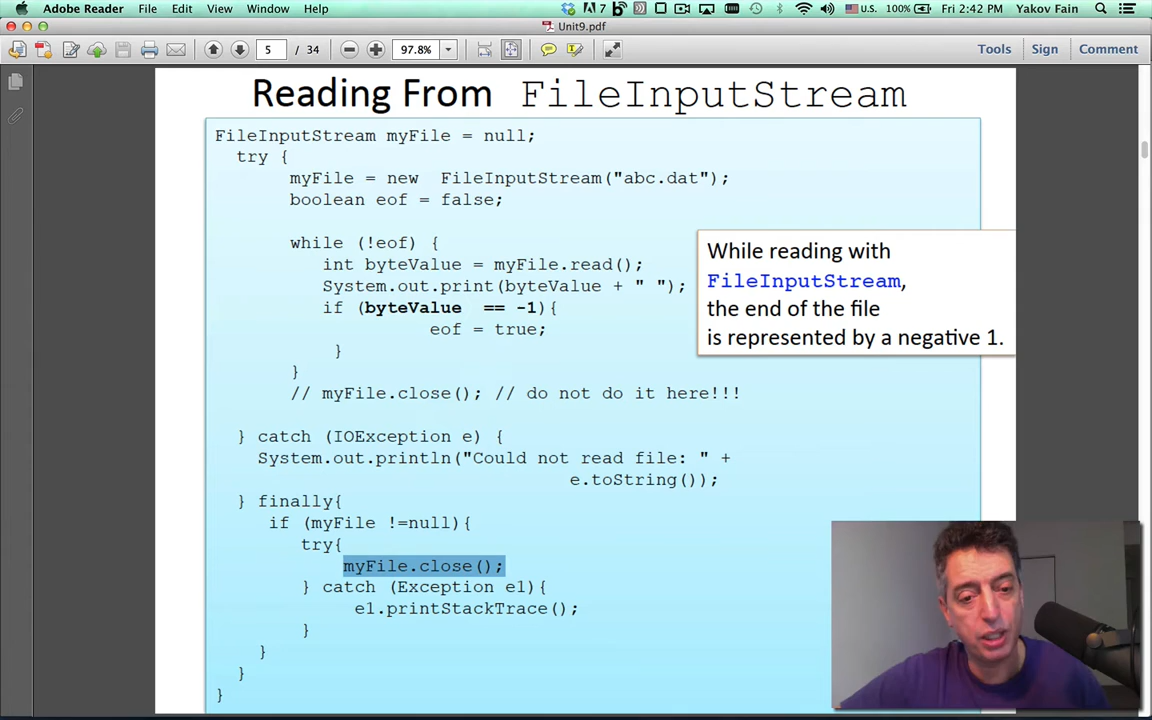 Adobe Reader File Edit View Window Help 7 U.S. 100% Fri 2:42 PM Yakov Fain
Unit9.pdf
5 / 34 97.8% Tools Sign Comment
Reading From FileInputStream
FileInputStream myFile = null;
try {
myFile = new FileInputStream("abc.dat");
boolean eof = false;
while (!eof) {
int byteValue = myFile.read();
System.out.print(byteValue + " ");
if (byteValue == -1){
eof = true;
}
}
// myFile.close(); // do not do it here!!!
} catch (IOException e) {
System.out.println("Could not read file: " +
e.toString());
} finally{
if (myFile !=null){
try{
myFile.close();
} catch (Exception e1){
e1.printStackTrace();
}
}
}
}
While reading with
FileInputStream,
the end of the file
is represented by a negative 1.